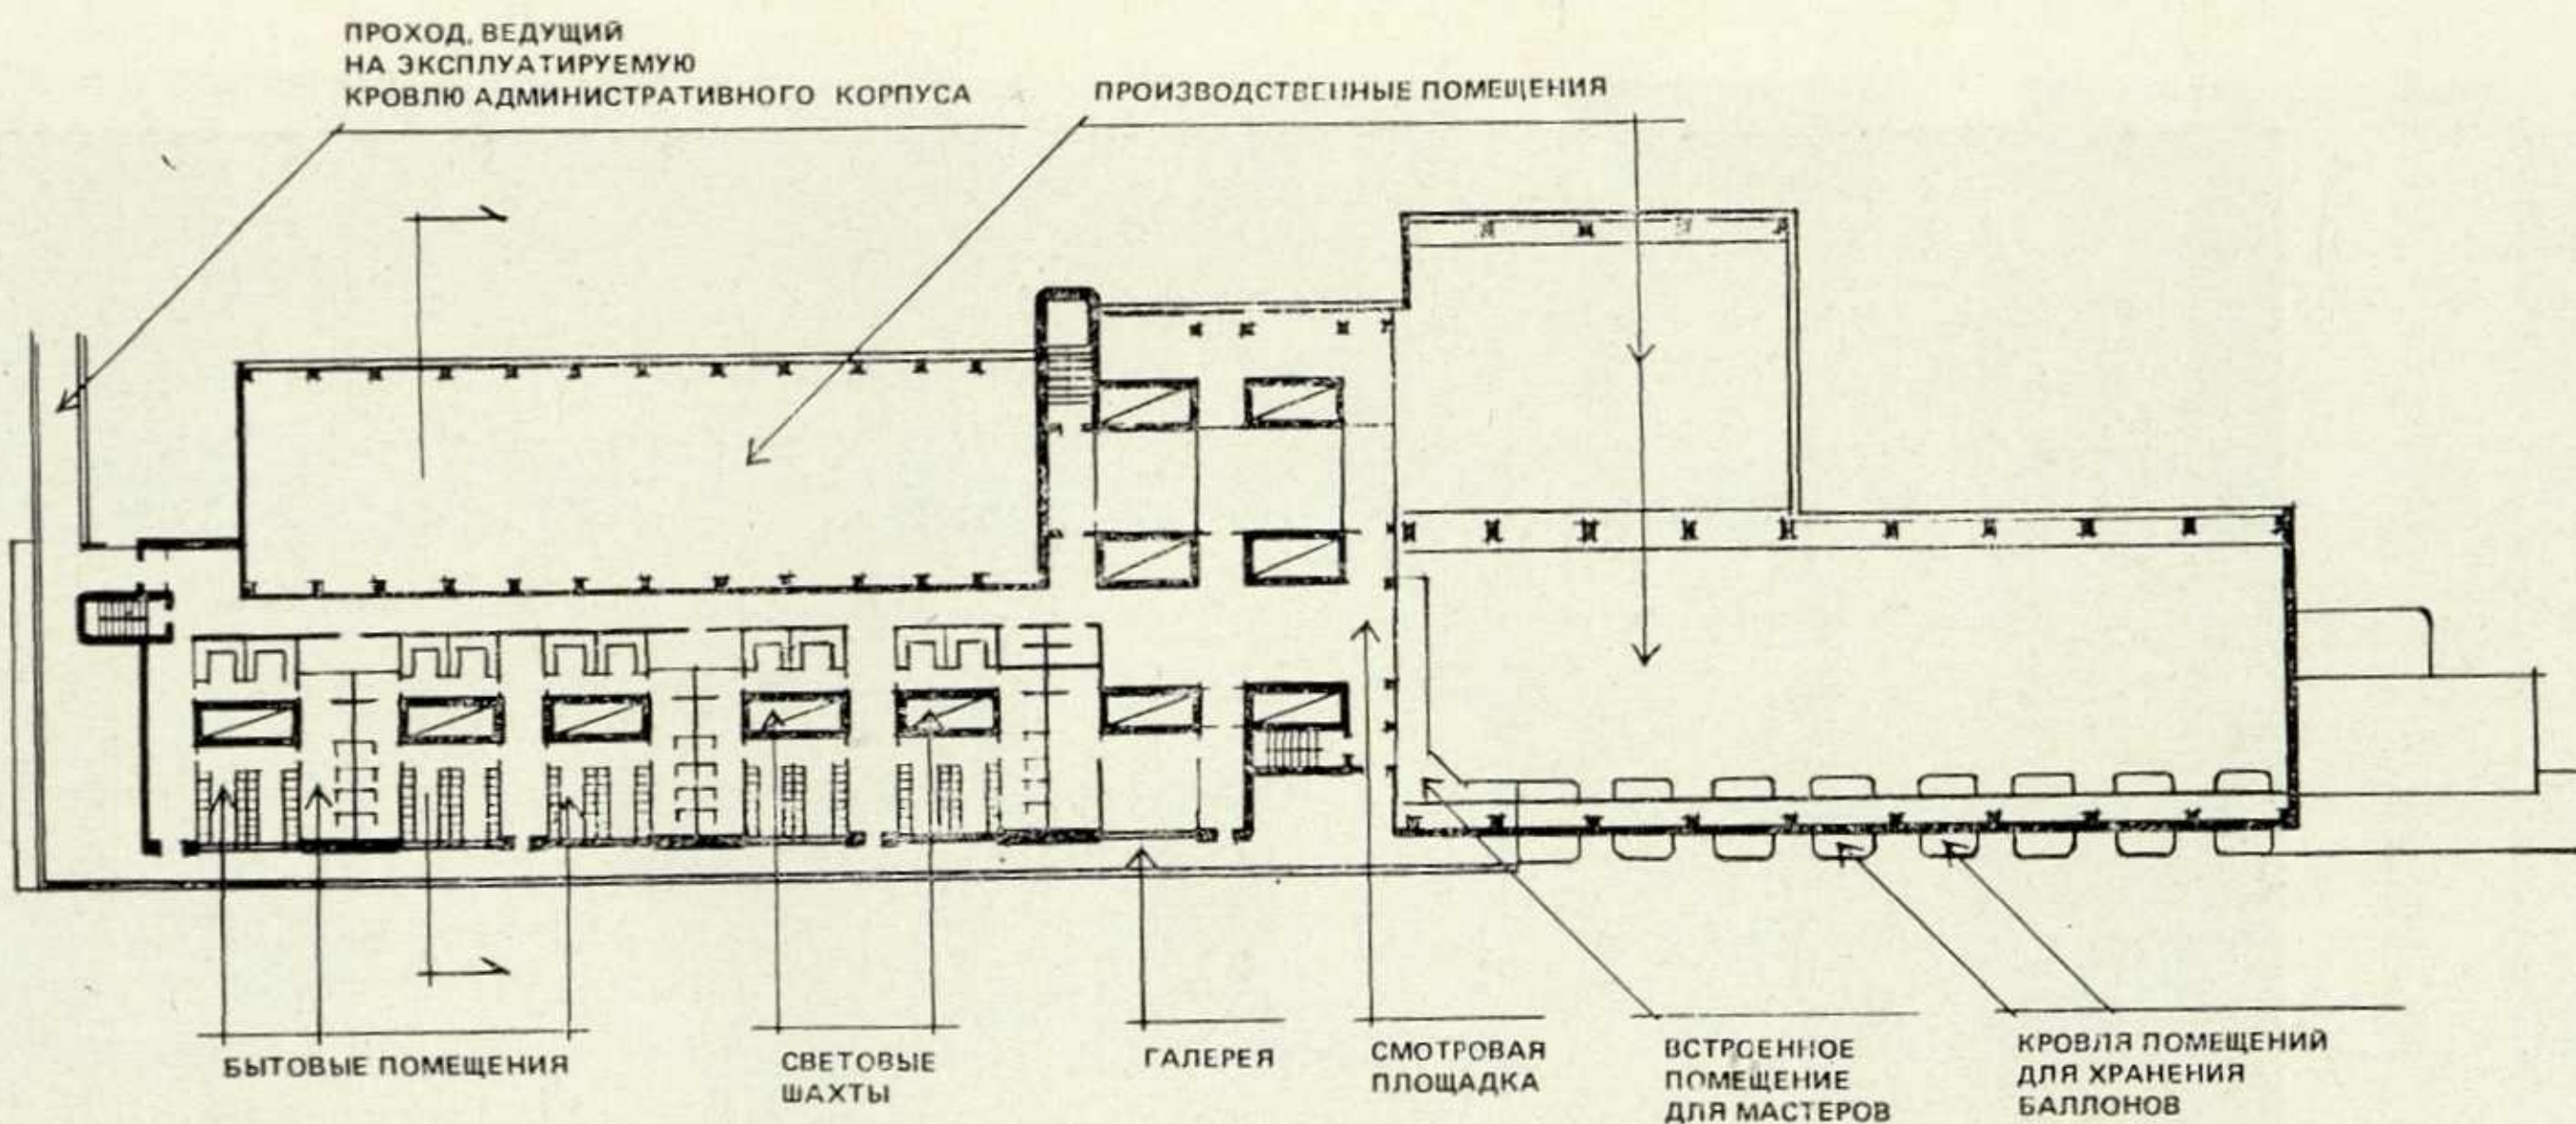 ПРОХОД, ВЕДУЩИЙ
НА ЭКСПЛУАТИРУЕМУЮ
КРОВЛЮ АДМИНИСТРАТИВНОГО КОРПУСА
ПРОИЗВОДСТВЕННЫЕ ПОМЕЩЕНИЯ
БЫТОВЫЕ ПОМЕЩЕНИЯ
СВЕТОВЫЕ
ШАХТЫ
ГАЛЕРЕЯ
СМОТРОВАЯ
ПЛОЩАДКА
ВСТРОЕННОЕ
ПОМЕЩЕНИЕ
ДЛЯ МАСТЕРОВ
КРОВЛЯ ПОМЕЩЕНИЙ
ДЛЯ ХРАНЕНИЯ
БАЛЛОНОВ